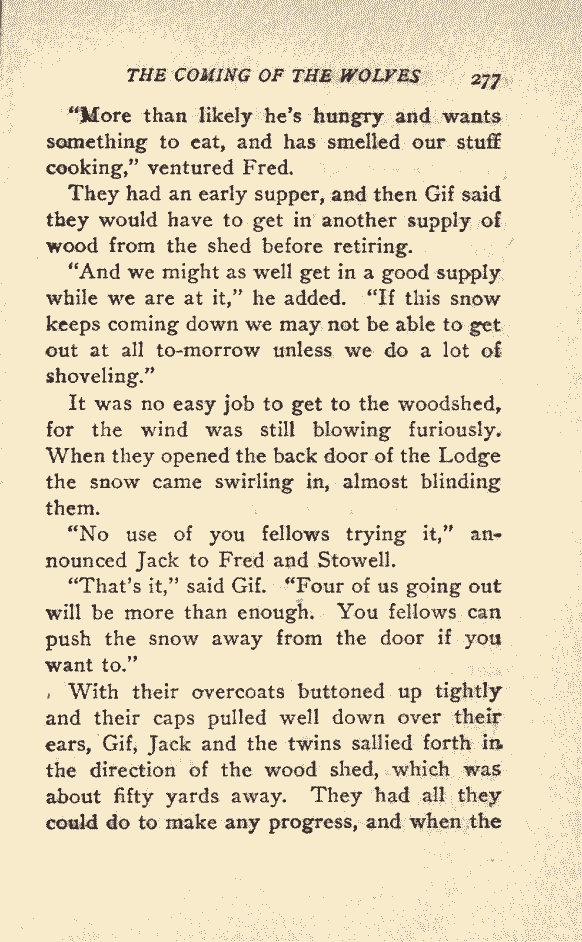 THE COMING OF THE WOLVES 277
“More than likely he’s hungry and wants
something to eat, and has smelled our stuff
cooking,” ventured Fred.
They had an early supper, and then Gif said
they would have to get in another supply of
wood from the shed before retiring.
“And we might as well get in a good supply
while we are at it,” he added. “If this snow
keeps coming down we may not be able to get
out at all to-morrow unless we do a lot of
shoveling.”
It was no easy job to get to the woodshed,
for the wind was still blowing furiously.
When they opened the back door of the Lodge
the snow came swirling in, almost blinding
them.
“No use of you fellows trying it,” an-
nounced Jack to Fred and Stowell.
“That’s it,” said Gif. “Four of us going out
will be more than enough. You fellows can
push the snow away from the door if you
want to.”
With their overcoats buttoned up tightly
and their caps pulled well down over their
ears, Gif, Jack and the twins sallied forth in
the direction of the wood shed, which was
about fifty yards away. They had all they
could do to make any progress, and when the